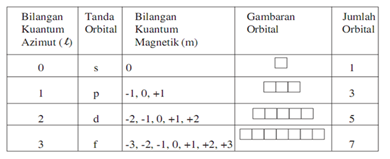 Bilangan Kuantum Azimut (ℓ) | Tanda Orbital | Bilangan Kuantum Magnetik (m) | Gambaran Orbital | Jumlah Orbital
0 | s | 0 | 1
1 | p | -1, 0, +1 | 3
2 | d | -2, -1, 0, +1, +2 | 5
3 | f | -3, -2, -1, 0, +1, +2, +3 | 7